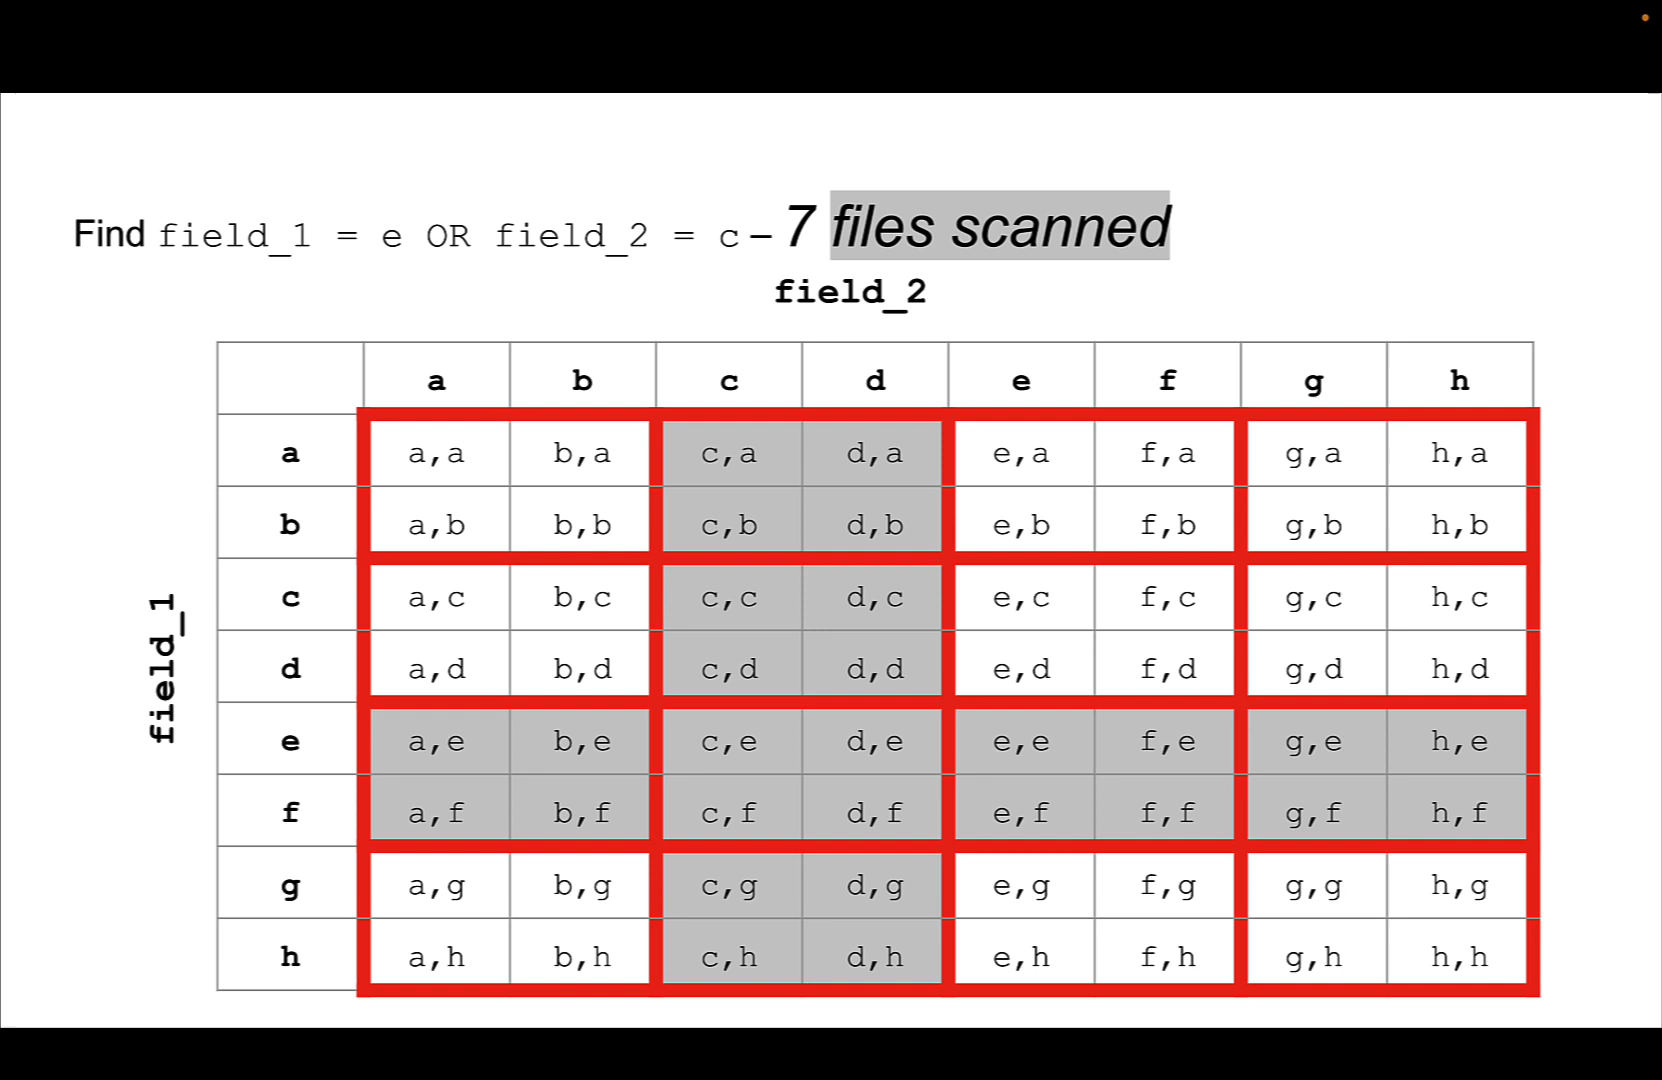 Find field_1 = e OR field_2 = c – 7 files scanned
field_2
a b c d e f g h
field_1
a a,a b,a c,a d,a e,a f,a g,a h,a
b a,b b,b c,b d,b e,b f,b g,b h,b
c a,c b,c c,c d,c e,c f,c g,c h,c
d a,d b,d c,d d,d e,d f,d g,d h,d
e a,e b,e c,e d,e e,e f,e g,e h,e
f a,f b,f c,f d,f e,f f,f g,f h,f
g a,g b,g c,g d,g e,g f,g g,g h,g
h a,h b,h c,h d,h e,h f,h g,h h,h